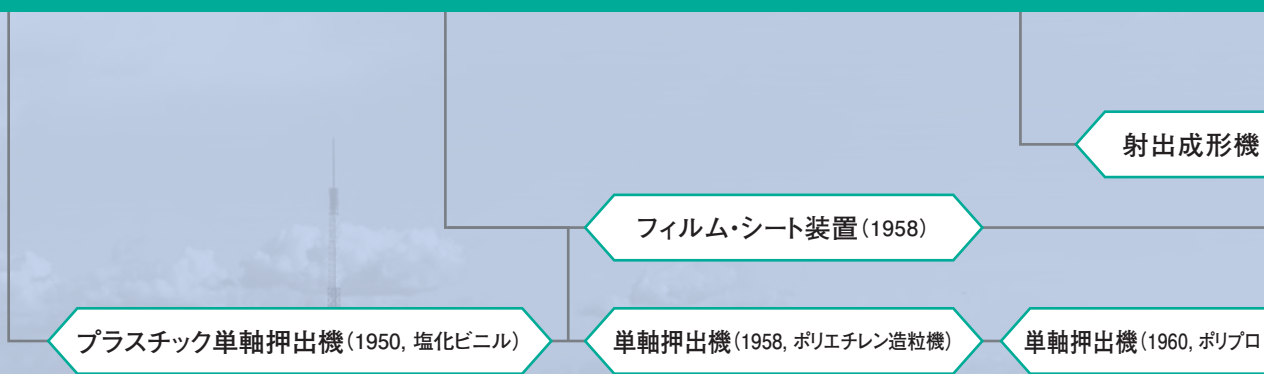 射出成形機
フィルム・シート装置(1958)
プラスチック単軸押出機(1950, 塩化ビニル)
単軸押出機(1958, ポリエチレン造粒機)
単軸押出機(1960, ポリプロ